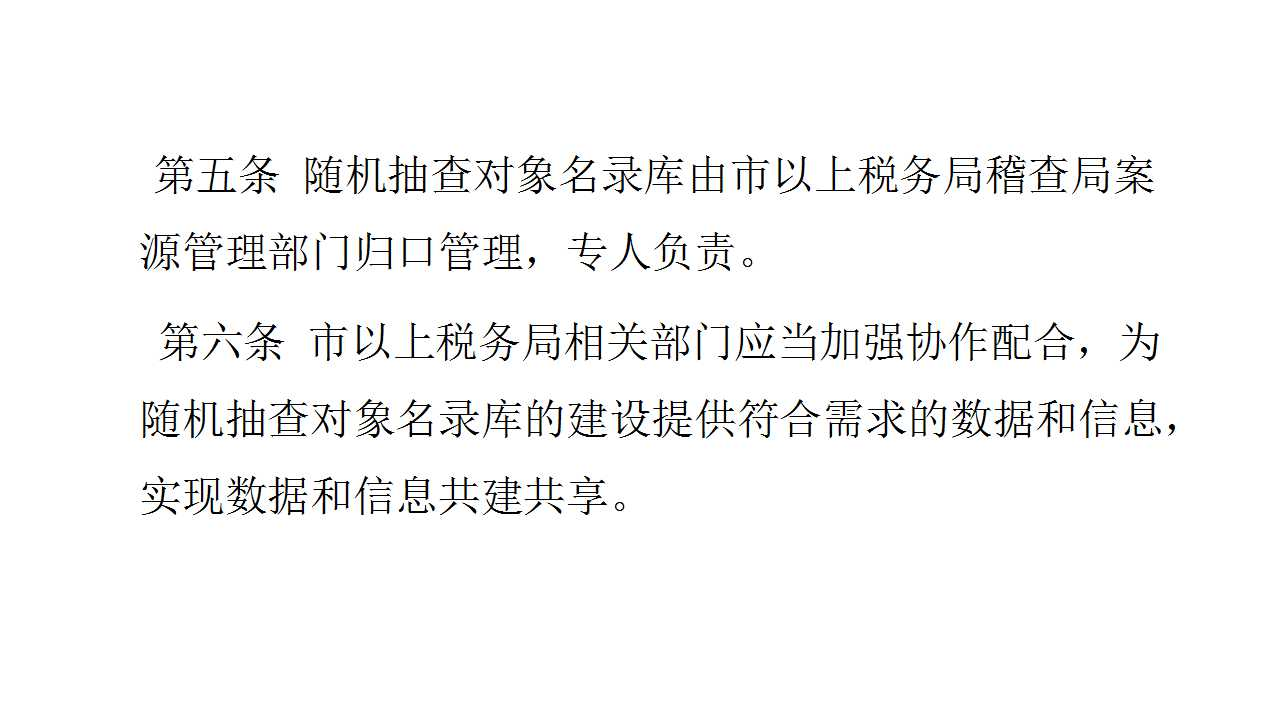 第五条 随机抽查对象名录库由市以上税务局稽查局案
源管理部门归口管理，专人负责。
第六条 市以上税务局相关部门应当加强协作配合，为
随机抽查对象名录库的建设提供符合需求的数据和信息，
实现数据和信息共建共享。